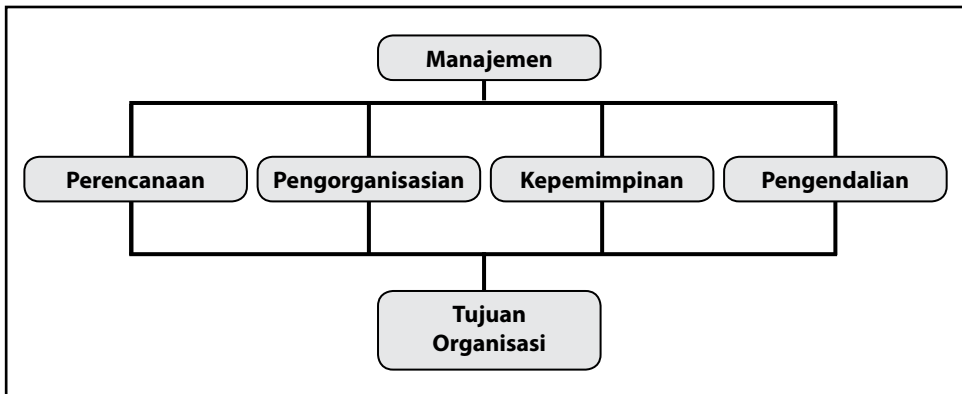 Manajemen
Perencanaan
Pengorganisasian
Kepemimpinan
Pengendalian
Tujuan
Organisasi